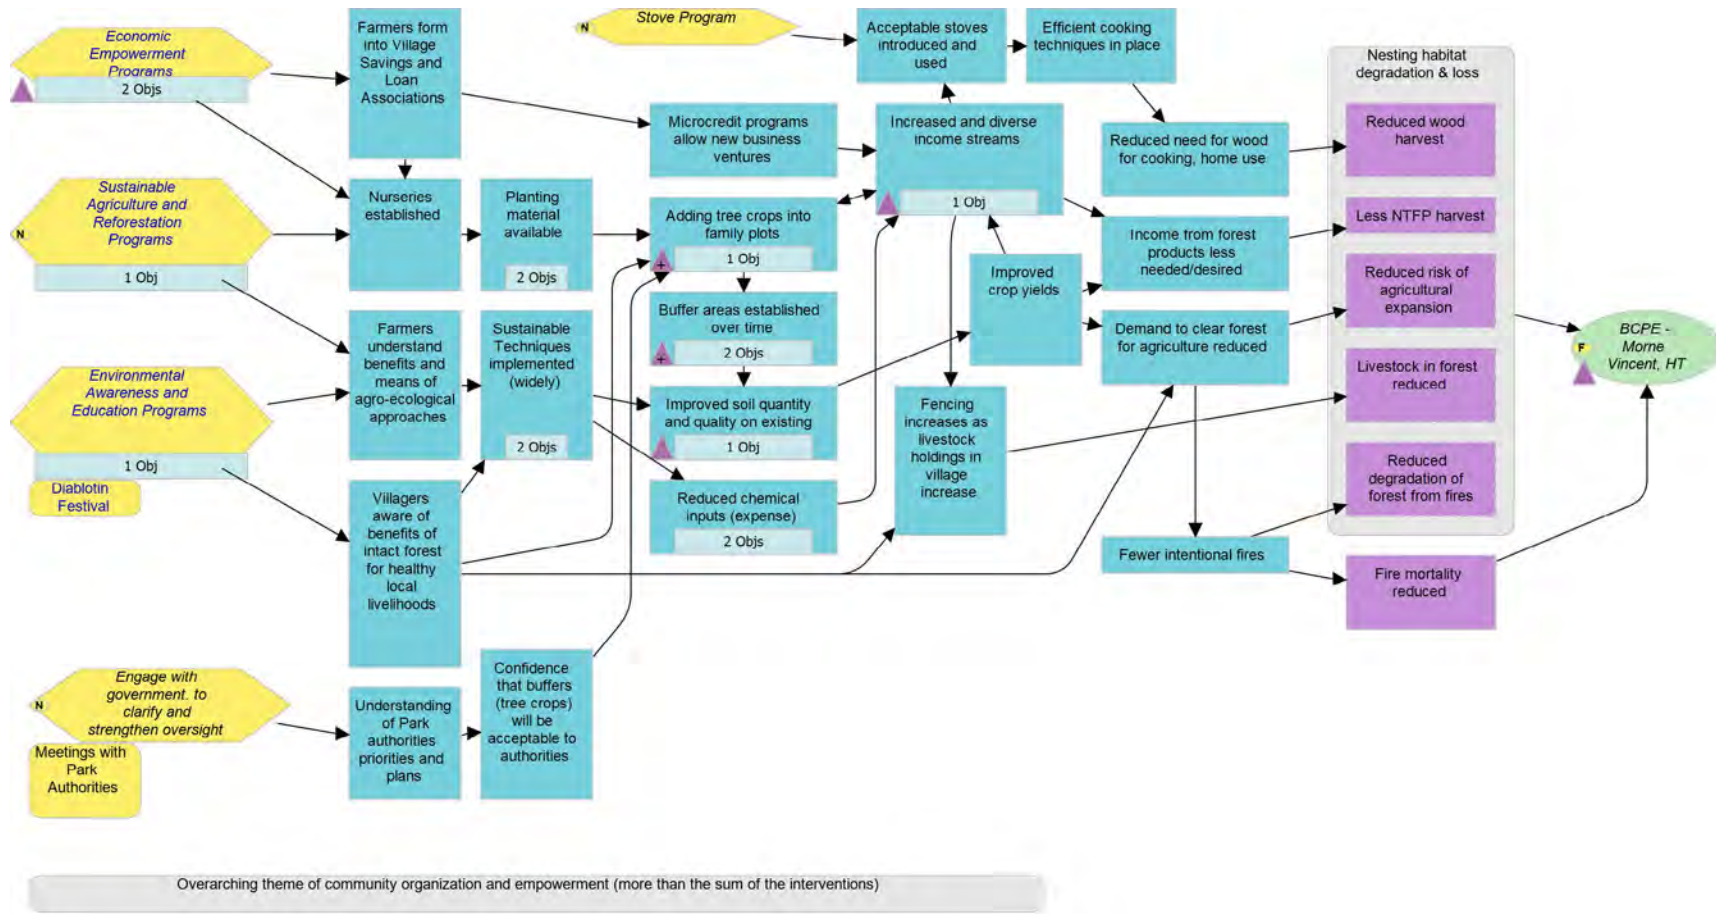 Economic
Empowerment
Programs
2 Objs
Farmers form
into Village
Savings and
Loan
Associations
N
Stove Program
Acceptable stoves
introduced and
used
Efficient cooking
techniques in place
Nesting habitat
degradation & loss
Microcredit programs
allow new business
ventures
Increased and diverse
income streams
1 Obj
Reduced need for wood
for cooking, home use
Reduced wood
harvest
N
Sustainable
Agriculture and
Reforestation
Programs
1 Obj
Nurseries
established
Planting
material
available
2 Objs
Adding tree crops into
family plots
+
1 Obj
Improved
crop yields
Income from forest
products less
needed/desired
Less NTFP harvest
Reduced risk of
agricultural
expansion
Buffer areas established
over time
+
2 Objs
Farmers
understand
benefits and
means of
agro-ecological
approaches
Sustainable
Techniques
implemented
(widely)
2 Objs
Demand to clear forest
for agriculture reduced
F
BCPE -
Morne
Vincent, HT
Livestock in forest
reduced
Environmental
Awareness and
Education Programs
1 Obj
Diablotin
Festival
Improved soil quantity
and quality on existing
1 Obj
Fencing
increases as
livestock
holdings in
village
increase
Reduced
degradation of
forest from fires
Villagers
aware of
benefits of
intact forest
for healthy
local
livelihoods
Reduced chemical
inputs (expense)
2 Objs
Fewer intentional fires
Fire mortality
reduced
N
Engage with
government. to
clarify and
strengthen oversight
Meetings with
Park
Authorities
Understanding
of Park
authorities
priorities and
plans
Confidence
that buffers
(tree crops)
will be
acceptable to
authorities
Overarching theme of community organization and empowerment (more than the sum of the interventions)